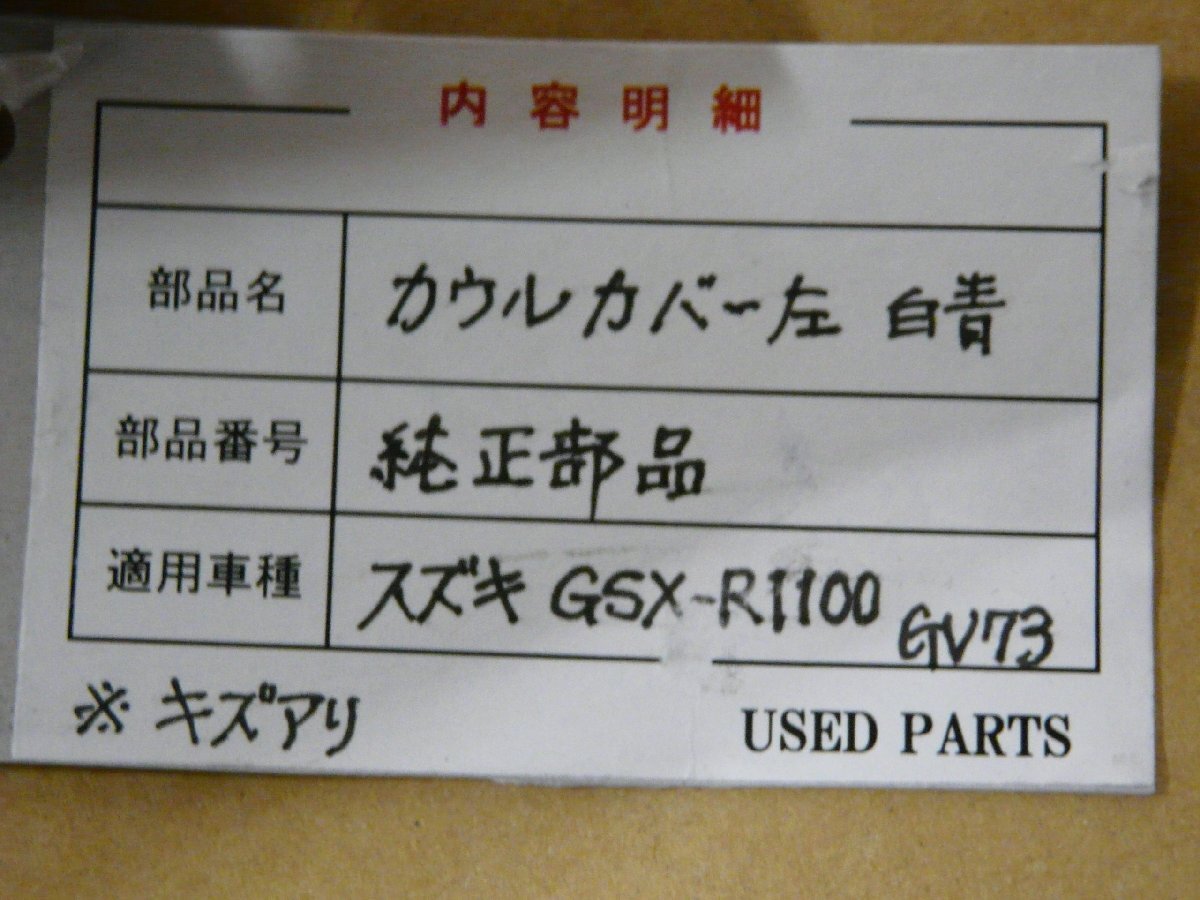 内容明細
部品名 カウルカバー左 白青
部品番号 純正部品
適用車種 スズキ GSX-R1100 GV73
※ キズアリ
USED PARTS